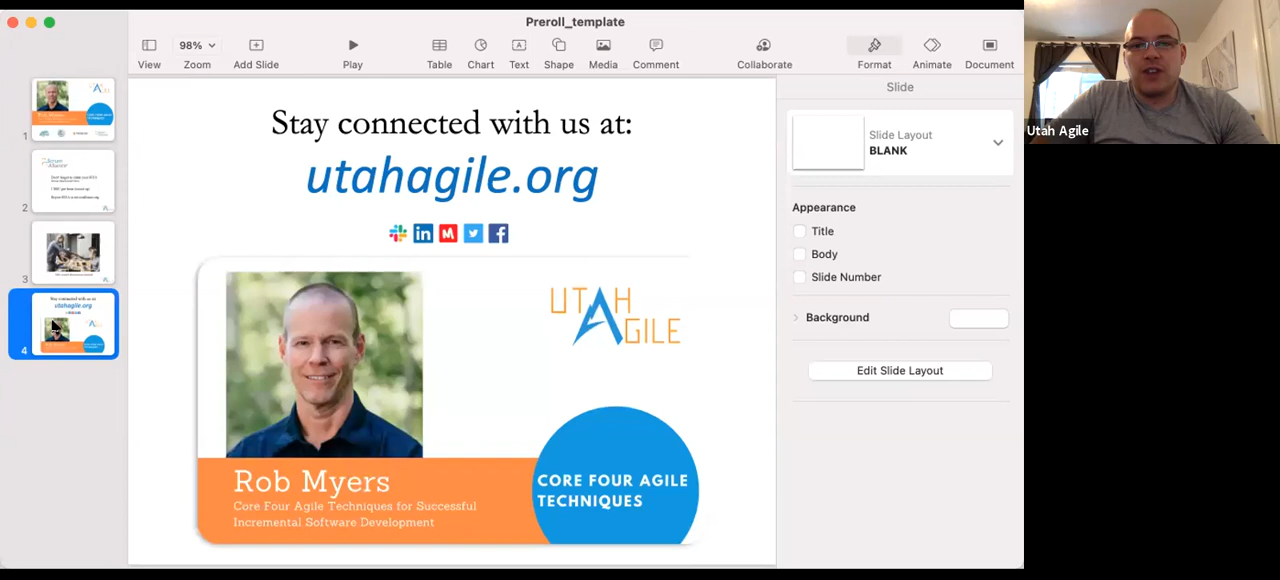 Preroll_template
98%
View Zoom Add Slide Play Table Chart Text Shape Media Comment Collaborate Format Animate Document
Slide
Slide Layout
BLANK
Appearance
Title
Body
Slide Number
Background
Edit Slide Layout
1
2
3
4
Stay connected with us at:
utahagile.org
in
UTAH
AGILE
Rob Myers
Core Four Agile Techniques for Successful
Incremental Software Development
CORE FOUR AGILE
TECHNIQUES
Utah Agile